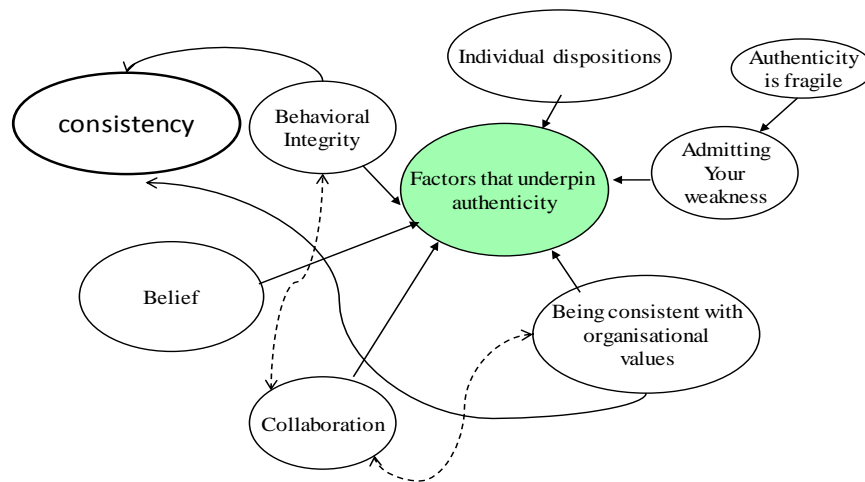 Individual dispositions
Authenticity
is fragile
consistency
Behavioral
Integrity
Factors that underpin
authenticity
Admitting
Your
weakness
Belief
Being consistent with
organisational
values
Collaboration